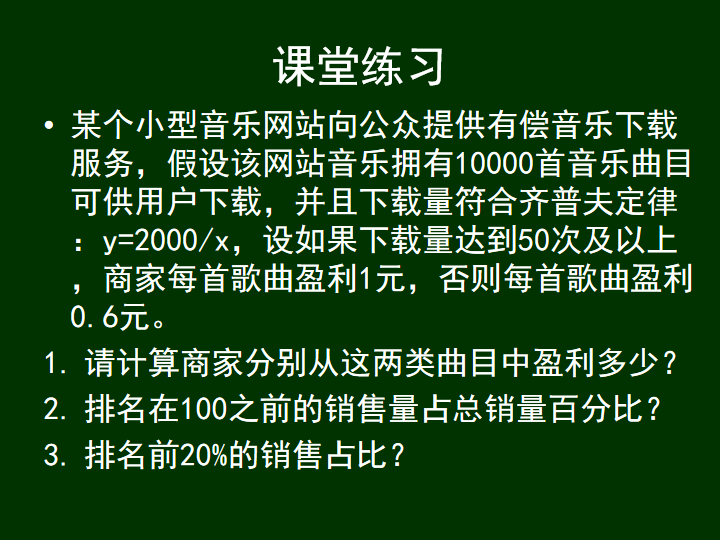 课堂练习
• 某个小型音乐网站向公众提供有偿音乐下载
服务，假设该网站音乐拥有10000首音乐曲目
可供用户下载，并且下载量符合齐普夫定律
：y=2000/x，设如果下载量达到50次及以上
，商家每首歌曲盈利1元，否则每首歌曲盈利
0.6元。
1. 请计算商家分别从这两类曲目中盈利多少？
2. 排名在100之前的销售量占总销量百分比？
3. 排名前20%的销售占比？